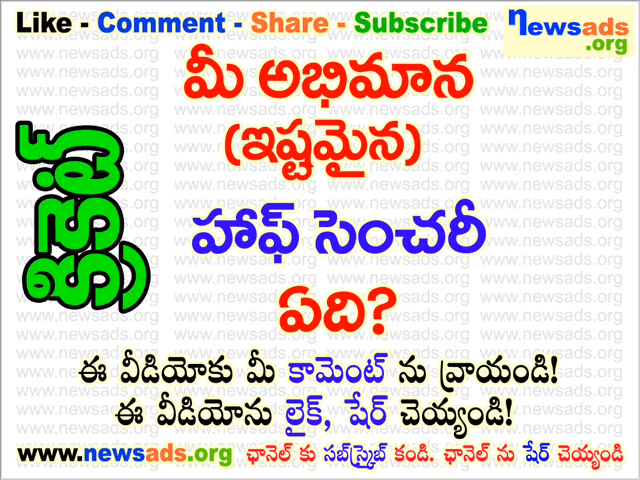 Like - Comment - Share - Subscribe
newsads
.org
మీ అభిమాన
(ఇష్టమైన)
క్రికెట్
హాఫ్ సెంచరీ
ఏది?
ఈ వీడియోకు మీ కామెంట్ ను వ్రాయండి!
ఈ వీడియోను లైక్, షేర్ చెయ్యండి!
www.newsads.org ఛానెల్ కు సబ్‌స్క్రైబ్ కండి. ఛానెల్ ను షేర్ చెయ్యండి